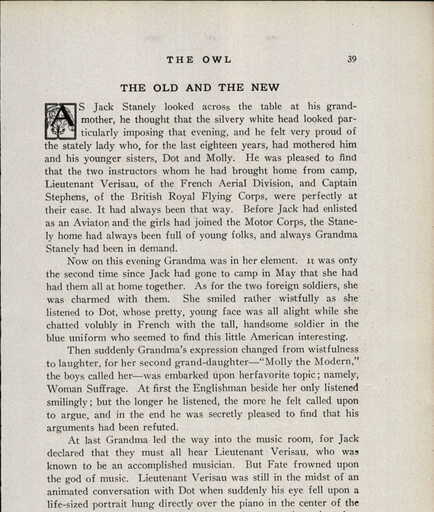 THE OWL 39
THE OLD AND THE NEW
AS Jack Stanely looked across the table at his grand-
mother, he thought that the silvery white head looked par-
ticularly imposing that evening, and he felt very proud of
the stately lady who, for the last eighteen years, had mothered him
and his younger sisters, Dot and Molly. He was pleased to find
that the two instructors whom he had brought home from camp,
Lieutenant Verisau, of the French Aerial Division, and Captain
Stephens, of the British Royal Flying Corps, were perfectly at
their ease. It had always been that way. Before Jack had enlisted
as an Aviator and the girls had joined the Motor Corps, the Stane-
ly home had always been full of young folks, and always Grandma
Stanely had been in demand.
Now on this evening Grandma was in her element. It was only
the second time since Jack had gone to camp in May that she had
had them all at home together. As for the two foreign soldiers, she
was charmed with them. She smiled rather wistfully as she
listened to Dot, whose pretty, young face was all alight while she
chatted volubly in French with the tall, handsome soldier in the
blue uniform who seemed to find this little American interesting.
Then suddenly Grandma's expression changed from wistfulness
to laughter, for her second grand-daughter—"Molly the Modern,"
the boys called her—was embarked upon herfavorite topic; namely,
Woman Suffrage. At first the Englishman beside her only listened
smilingly; but the longer he listened, the more he felt called upon
to argue, and in the end he was secretly pleased to find that his
arguments had been refuted.
At last Grandma led the way into the music room, for Jack
declared that they must all hear Lieutenant Verisau, who was
known to be an accomplished musician. But Fate frowned upon
the god of music. Lieutenant Verisau was still in the midst of an
animated conversation with Dot when suddenly his eye fell upon a
life-sized portrait hung directly over the piano in the center of the